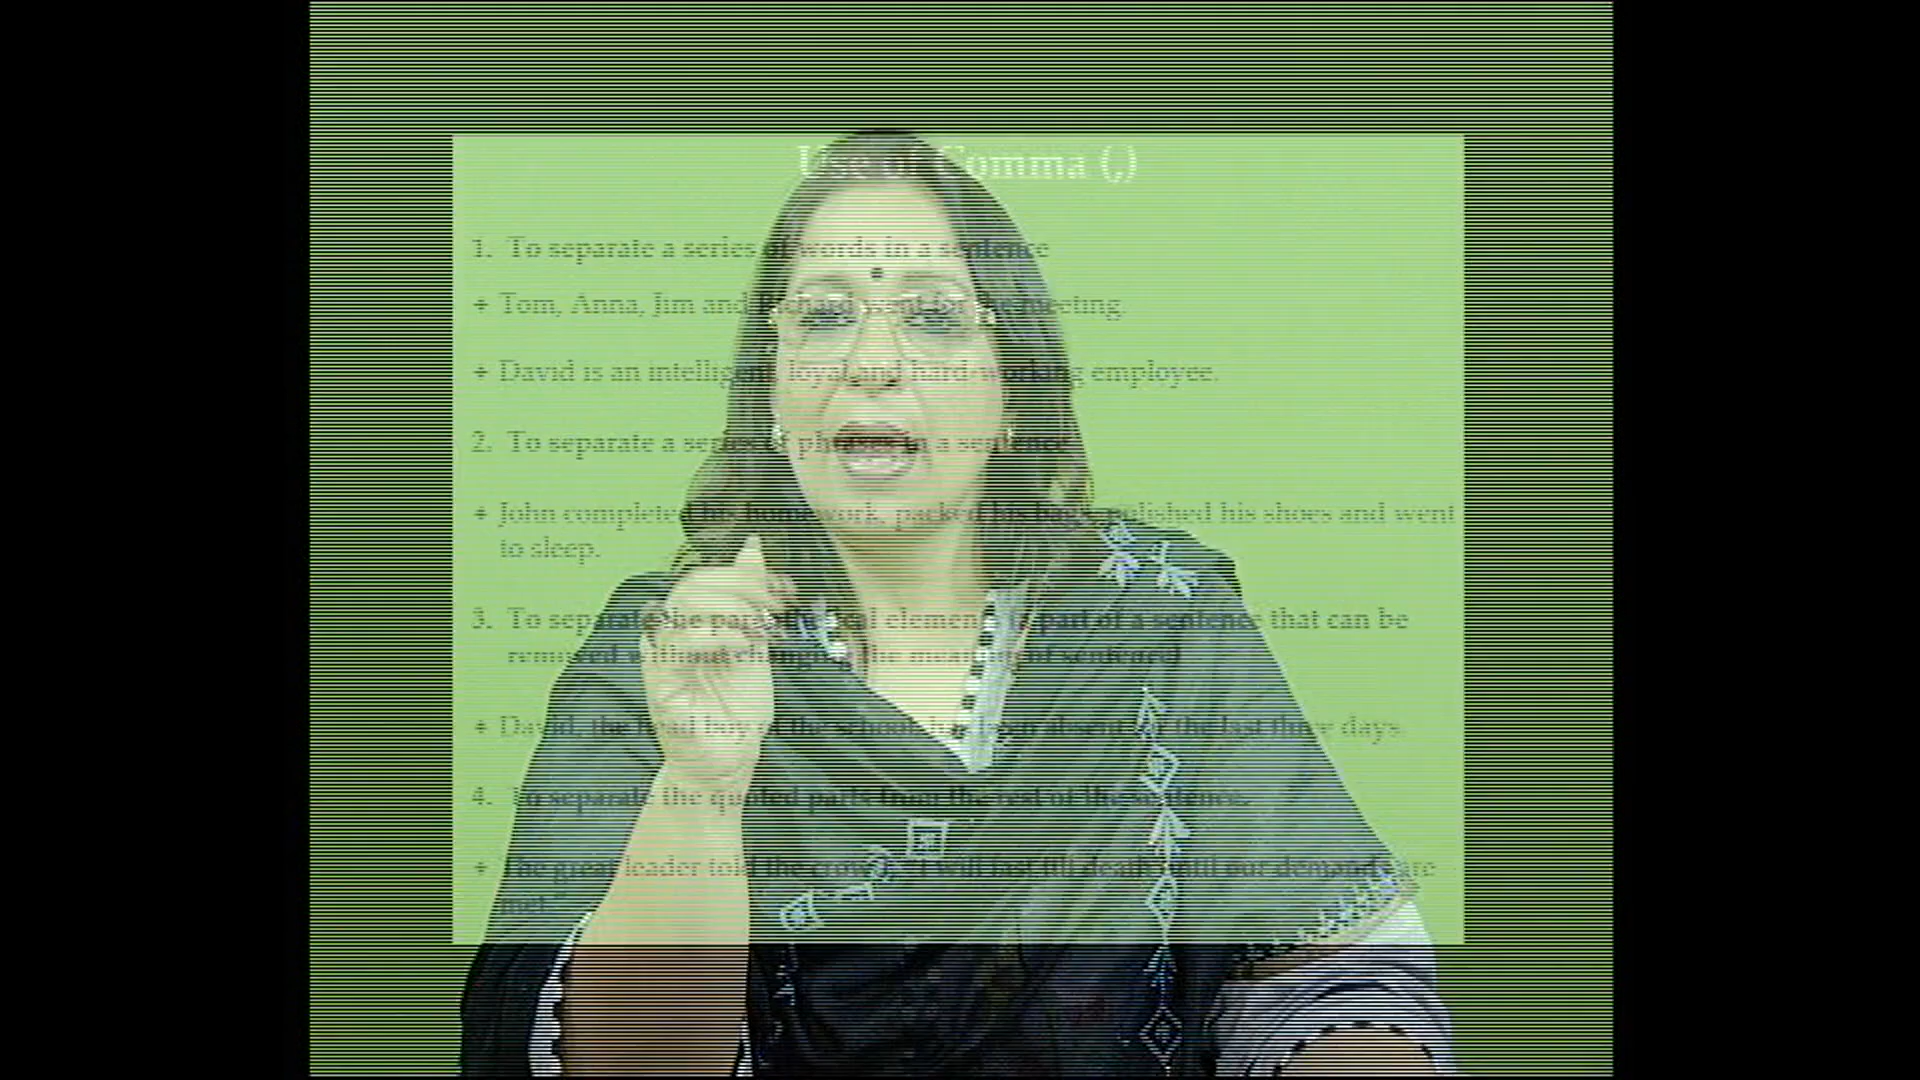 Use of Comma (,)
1. To separate a series of words in a sentence
+ Tom, Anna, Jim and Richard went for the meeting.
+ David is an intelligent, loyal and hard working employee.
2. To separate a series of phrases in a sentence
+ John completed his homework, packed his bag, polished his shoes and went
to sleep.
3. To separate the parenthetical element part of a sentence that can be
removed without changing the meaning of sentence)
+ David, the head boy of the school, has been absent for the last three days.
4. To separate the quoted parts from the rest of the sentence.
+ The great leader told the crowd, "I will fast till death until our demands are
met."